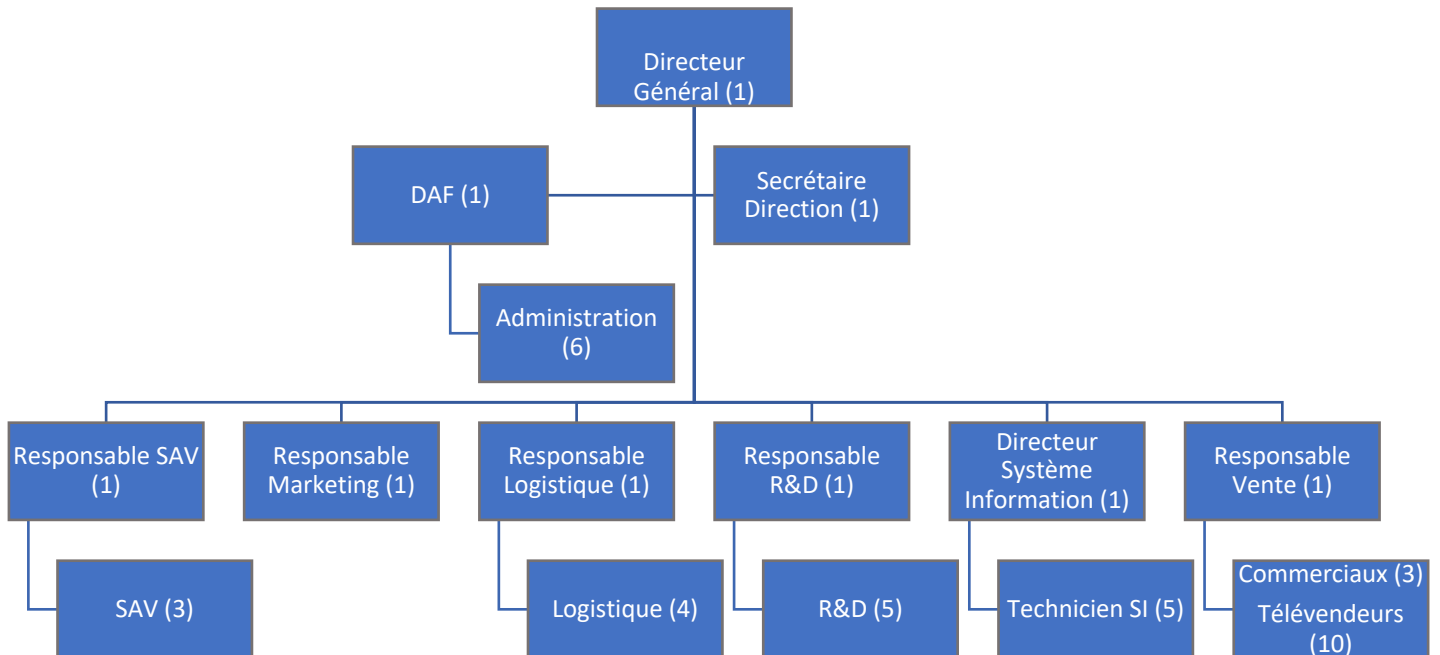 Directeur
Général (1)
DAF (1)
Secrétaire
Direction (1)
Administration
(6)
Responsable SAV
(1)
Responsable
Marketing (1)
Responsable
Logistique (1)
Responsable
R&D (1)
Directeur
Système
Information (1)
Responsable
Vente (1)
SAV (3)
Logistique (4)
R&D (5)
Technicien SI (5)
Commerciaux (3)
Télévendeurs
(10)